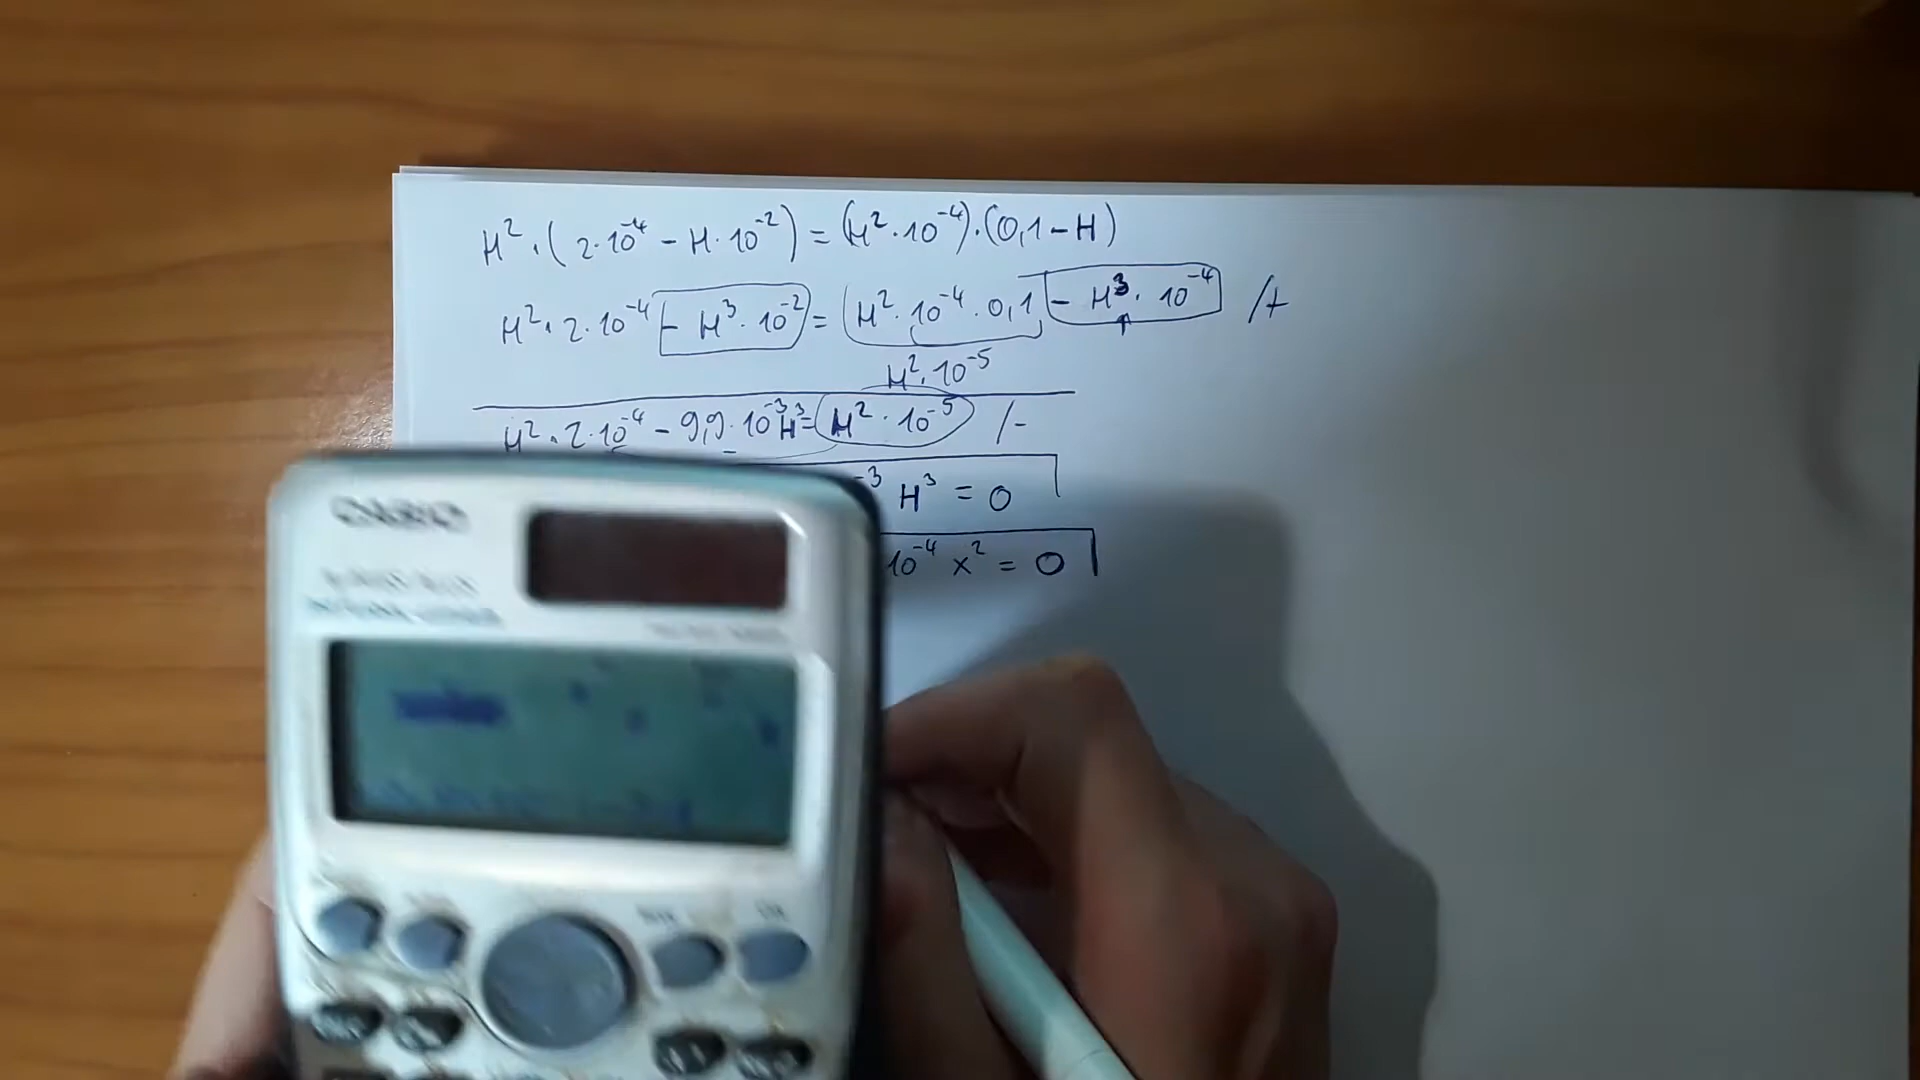 H²·(2·10⁻⁴ - H·10⁻²) = (H²·10⁻⁴)·(0,1-H)
H²·2·10⁻⁴ - H³·10⁻² = H²·10⁻⁴·0,1 - H³·10⁻⁴ /+
H²·10⁻⁵
H²·2·10⁻⁴ - 9,9·10⁻³H³ = H²·10⁻⁵ /-
⁻³ H³ = 0
10⁻⁴ x² = 0
CASIO